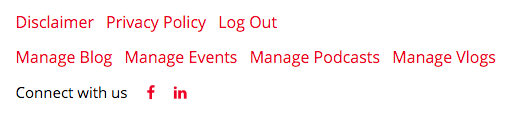 Disclaimer Privacy Policy Log Out
Manage Blog Manage Events Manage Podcasts Manage Vlogs
Connect with us f in